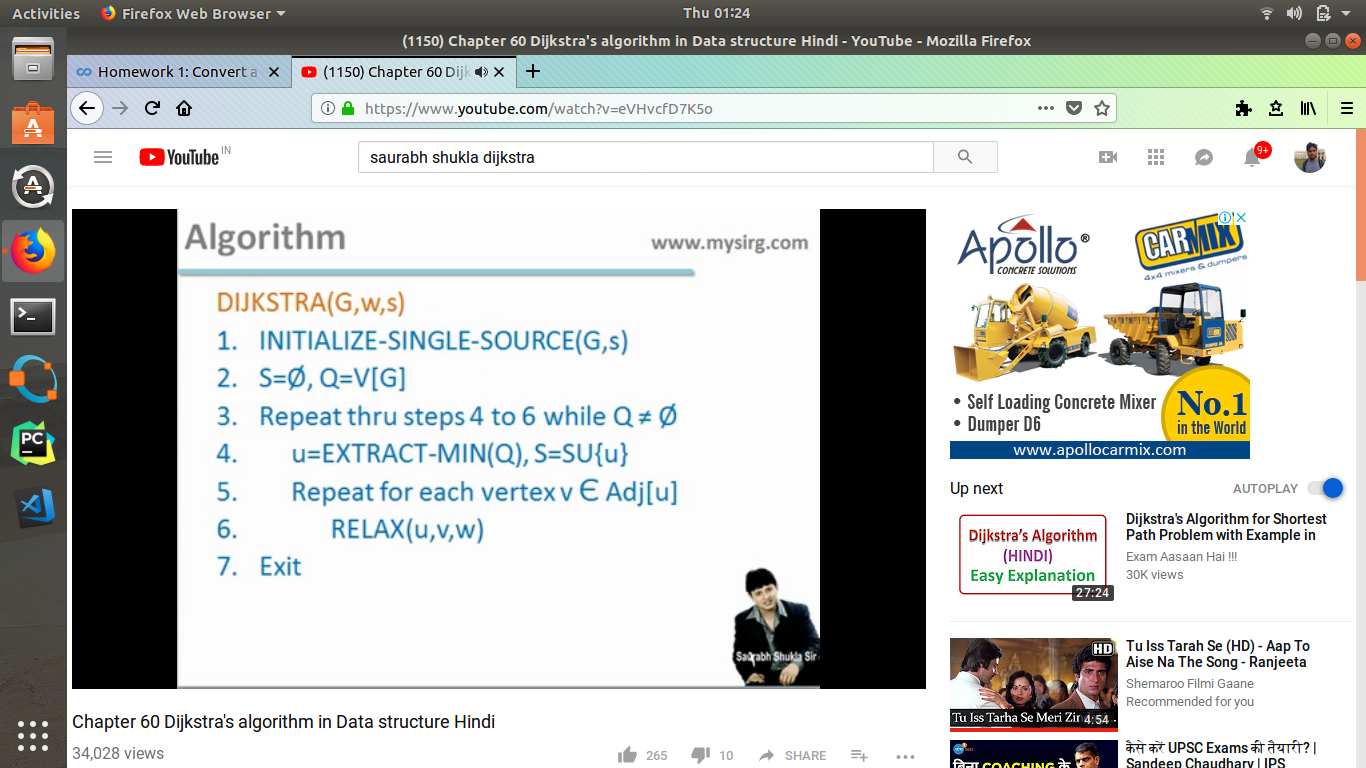 Activities
Firefox Web Browser
Thu 01:24
(1150) Chapter 60 Dijkstra's algorithm in Data structure Hindi - YouTube - Mozilla Firefox
Homework 1: Convert a
(1150) Chapter 60 Dijk
https://www.youtube.com/watch?v=eVHvcfD7K5o
YouTube IN
saurabh shukla dijkstra
9+
Algorithm
www.mysirg.com
DIJKSTRA(G,w,s)
1. INITIALIZE-SINGLE-SOURCE(G,s)
2. S=Ø, Q=V[G]
3. Repeat thru steps 4 to 6 while Q ≠ Ø
4. u=EXTRACT-MIN(Q), S=SU{u}
5. Repeat for each vertex v Є Adj[u]
6. RELAX(u,v,w)
7. Exit
Saurabh Shukla Sir
Chapter 60 Dijkstra's algorithm in Data structure Hindi
34,028 views
265
10
SHARE
APOLLO®
CONCRETE SOLUTIONS
CARMIX
4x4 mixers & dumpers
• Self Loading Concrete Mixer
• Dumper D6
No.1
in the World
www.apollocarmix.com
Up next
AUTOPLAY
Dijkstra's Algorithm
(HINDI)
Easy Explanation
27:24
Dijkstra's Algorithm for Shortest
Path Problem with Example in
Exam Aasaan Hai !!!
30K views
HD
Tu Iss Tarha Se Meri Zin
4:54
Tu Iss Tarah Se (HD) - Aap To
Aise Na The Song - Ranjeeta
Shemaroo Filmi Gaane
Recommended for you
बिना COACHING के
कैसे करें UPSC Exams की तैयारी? |
Sandeep Chaudhary | IPS
PC